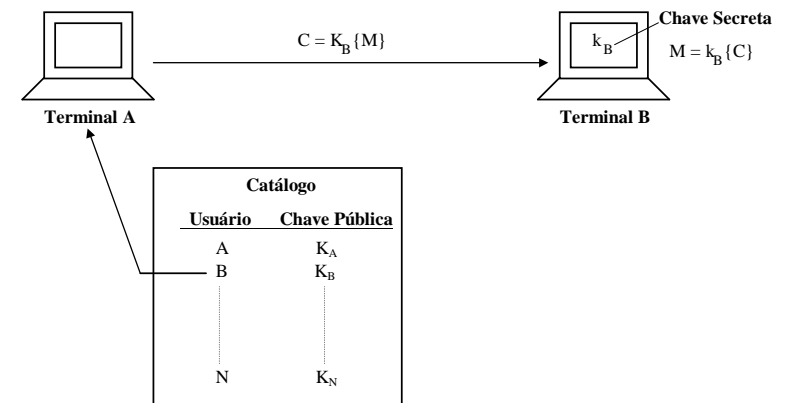 Chave Secreta
C = K_B{M}
k_B
M = k_B{C}
Terminal A
Terminal B
Catálogo
Usuário Chave Pública
A K_A
B K_B
N K_N